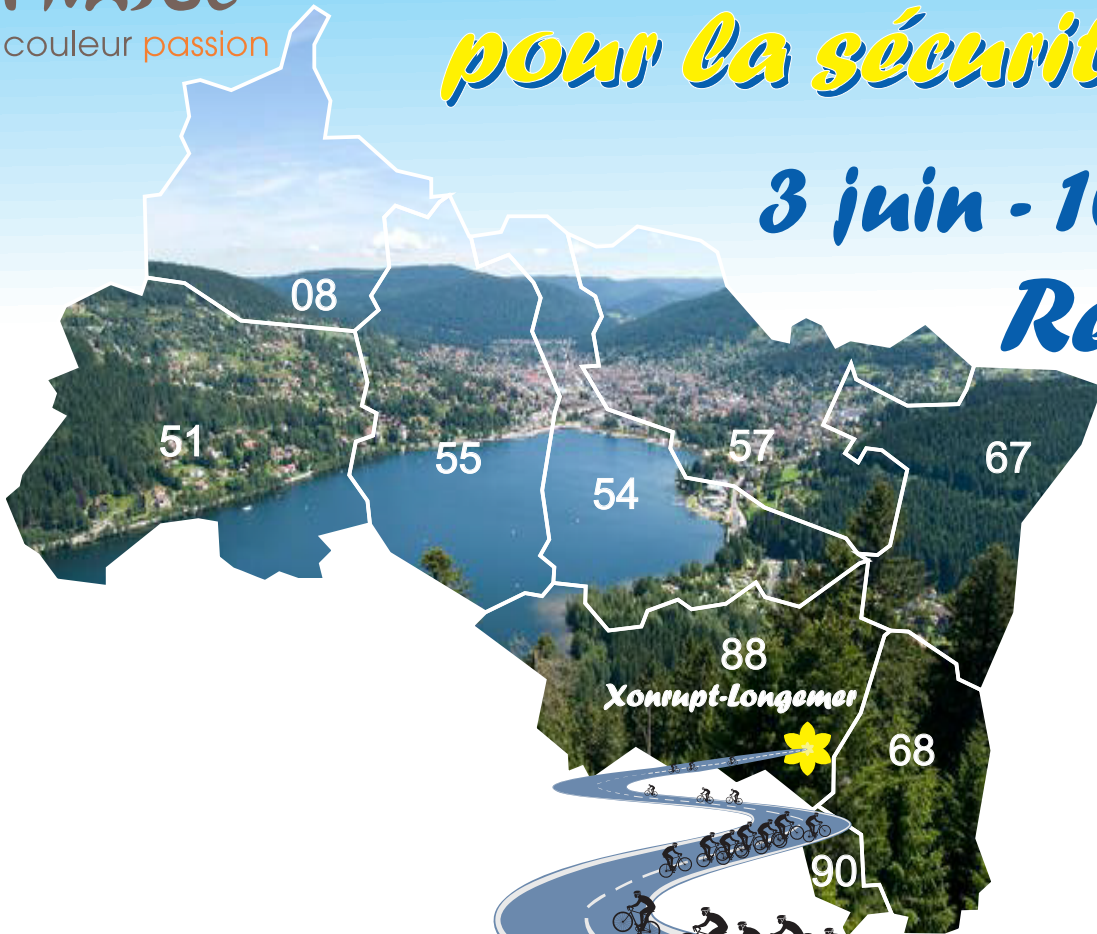 couleur passion
pour la sécurit
3 juin - 1
Re
08
51
55
54
57
67
88
Xonrupt-Longemer
68
90